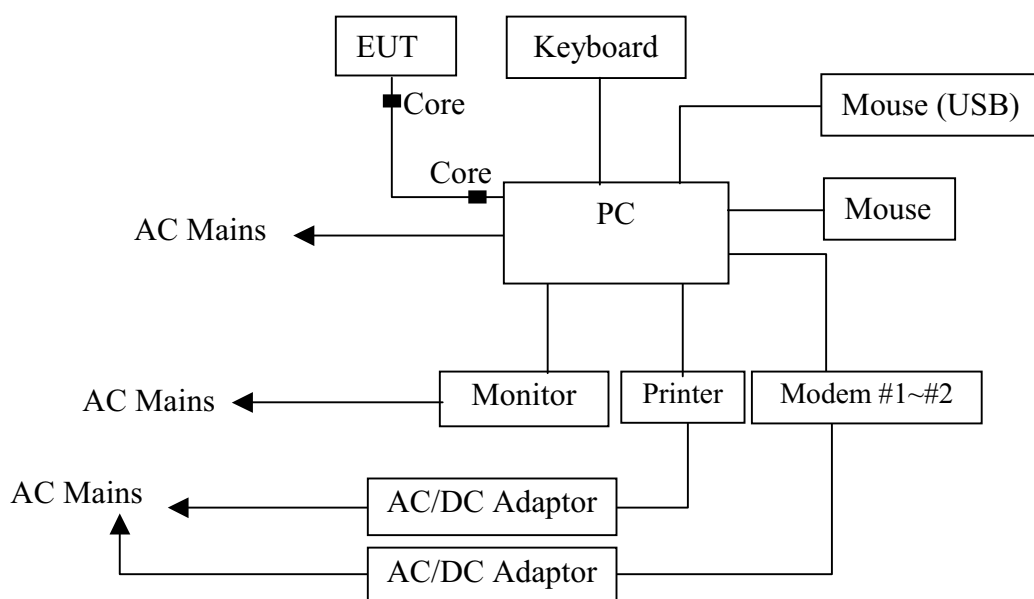 EUT
Keyboard
Core
Mouse (USB)
Core
PC
Mouse
AC Mains
Monitor
Printer
Modem #1~#2
AC Mains
AC Mains
AC/DC Adaptor
AC/DC Adaptor